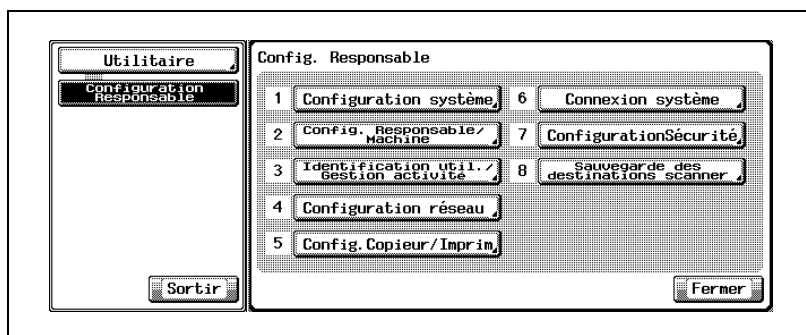 Utilitaire
Configuration
Responsable
Sortir
Config. Responsable
1 Configuration système
2 Config. Responsable/
Machine
3 Identification util./
Gestion activité
4 Configuration réseau
5 Config.Copieur/Imprim
6 Connexion système
7 ConfigurationSécurité
8 Sauvegarde des
destinations scanner
Fermer